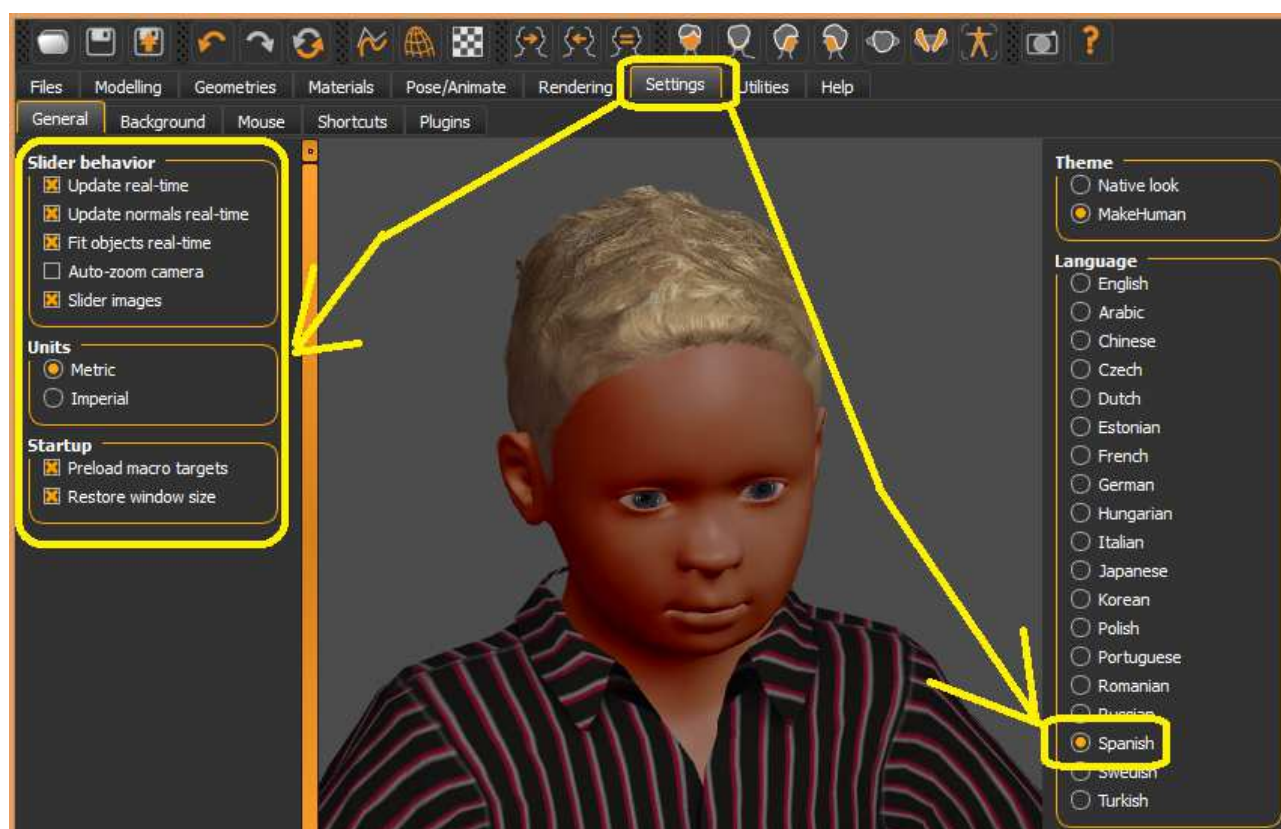 Files Modelling Geometries Materials Pose/Animate Rendering Settings Utilities Help
General Background Mouse Shortcuts Plugins
Slider behavior
Update real-time
Update normals real-time
Fit objects real-time
Auto-zoom camera
Slider images
Units
Metric
Imperial
Startup
Preload macro targets
Restore window size
Theme
Native look
MakeHuman
Language
English
Arabic
Chinese
Czech
Dutch
Estonian
French
German
Hungarian
Italian
Japanese
Korean
Polish
Portuguese
Romanian
Russian
Spanish
Swedish
Turkish